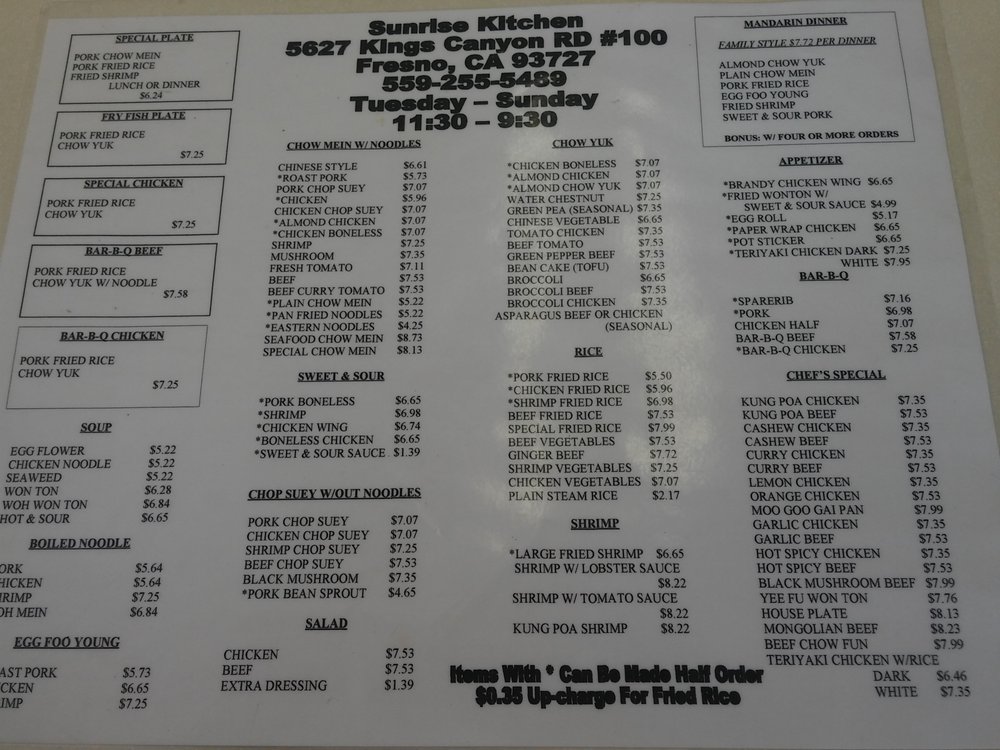 Sunrise Kitchen
5627 Kings Canyon RD #100
Fresno, CA 93727
559-255-5489
Tuesday – Sunday
11:30 – 9:30
SPECIAL PLATE
PORK CHOW MEIN
PORK FRIED RICE
FRIED SHRIMP
LUNCH OR DINNER
$6.24
FRY FISH PLATE
PORK FRIED RICE
CHOW YUK
$7.25
SPECIAL CHICKEN
PORK FRIED RICE
CHOW YUK
$7.25
BAR-B-Q BEEF
PORK FRIED RICE
CHOW YUK W/ NOODLE
$7.58
BAR-B-Q CHICKEN
PORK FRIED RICE
CHOW YUK
$7.25
SOUP
EGG FLOWER $5.22
CHICKEN NOODLE $5.22
SEAWEED $5.22
WON TON $6.28
WOH WON TON $6.84
HOT & SOUR $6.65
BOILED NOODLE
ORK $5.64
HICKEN $5.64
RIMP $7.25
OH MEIN $6.84
EGG FOO YOUNG
AST PORK $5.73
CKEN $6.65
IMP $7.25
CHOW MEIN W/ NOODLES
CHINESE STYLE $6.61
*ROAST PORK $5.73
PORK CHOP SUEY $7.07
*CHICKEN $5.96
CHICKEN CHOP SUEY $7.07
*ALMOND CHICKEN $7.07
*CHICKEN BONELESS $7.07
SHRIMP $7.25
MUSHROOM $7.35
FRESH TOMATO $7.11
BEEF $7.53
BEEF CURRY TOMATO $7.53
*PLAIN CHOW MEIN $5.22
*PAN FRIED NOODLES $5.22
*EASTERN NOODLES $4.25
SEAFOOD CHOW MEIN $8.73
SPECIAL CHOW MEIN $8.13
SWEET & SOUR
*PORK BONELESS $6.65
*SHRIMP $6.98
*CHICKEN WING $6.74
*BONELESS CHICKEN $6.65
*SWEET & SOUR SAUCE $1.39
CHOP SUEY W/OUT NOODLES
PORK CHOP SUEY $7.07
CHICKEN CHOP SUEY $7.07
SHRIMP CHOP SUEY $7.25
BEEF CHOP SUEY $7.53
BLACK MUSHROOM $7.35
*PORK BEAN SPROUT $4.65
SALAD
CHICKEN $7.53
BEEF $7.53
EXTRA DRESSING $1.39
CHOW YUK
*CHICKEN BONELESS $7.07
*ALMOND CHICKEN $7.07
*ALMOND CHOW YUK $7.07
WATER CHESTNUT $7.25
GREEN PEA (SEASONAL) $7.35
CHINESE VEGETABLE $6.65
TOMATO CHICKEN $7.35
BEEF TOMATO $7.53
GREEN PEPPER BEEF $7.53
BEAN CAKE (TOFU) $7.53
BROCCOLI $6.65
BROCCOLI BEEF $7.53
BROCCOLI CHICKEN $7.35
ASPARAGUS BEEF OR CHICKEN
(SEASONAL)
RICE
*PORK FRIED RICE $5.50
*CHICKEN FRIED RICE $5.96
*SHRIMP FRIED RICE $6.98
BEEF FRIED RICE $7.53
SPECIAL FRIED RICE $7.99
BEEF VEGETABLES $7.53
GINGER BEEF $7.72
SHRIMP VEGETABLES $7.25
CHICKEN VEGETABLES $7.07
PLAIN STEAM RICE $2.17
SHRIMP
*LARGE FRIED SHRIMP $6.65
SHRIMP W/ LOBSTER SAUCE
$8.22
SHRIMP W/ TOMATO SAUCE
$8.22
KUNG POA SHRIMP $8.22
Items With * Can Be Made Half Order
$0.35 Up-charge For Fried Rice
MANDARIN DINNER
FAMILY STYLE $7.72 PER DINNER
ALMOND CHOW YUK
PLAIN CHOW MEIN
PORK FRIED RICE
EGG FOO YOUNG
FRIED SHRIMP
SWEET & SOUR PORK
BONUS: W/ FOUR OR MORE ORDERS
APPETIZER
*BRANDY CHICKEN WING $6.65
*FRIED WONTON W/
SWEET & SOUR SAUCE $4.99
*EGG ROLL $5.17
*PAPER WRAP CHICKEN $6.65
*POT STICKER $6.65
*TERIYAKI CHICKEN DARK $7.25
WHITE $7.95
BAR-B-Q
*SPARERIB $7.16
*PORK $6.98
CHICKEN HALF $7.07
BAR-B-Q BEEF $7.58
*BAR-B-Q CHICKEN $7.25
CHEF'S SPECIAL
KUNG POA CHICKEN $7.35
KUNG POA BEEF $7.53
CASHEW CHICKEN $7.35
CASHEW BEEF $7.53
CURRY CHICKEN $7.35
CURRY BEEF $7.53
LEMON CHICKEN $7.35
ORANGE CHICKEN $7.53
MOO GOO GAI PAN $7.99
GARLIC CHICKEN $7.35
GARLIC BEEF $7.53
HOT SPICY CHICKEN $7.35
HOT SPICY BEEF $7.53
BLACK MUSHROOM BEEF $7.99
YEE FU WON TON $7.76
HOUSE PLATE $8.13
MONGOLIAN BEEF $8.23
BEEF CHOW FUN $7.99
TERIYAKI CHICKEN W/RICE
DARK $6.46
WHITE $7.35